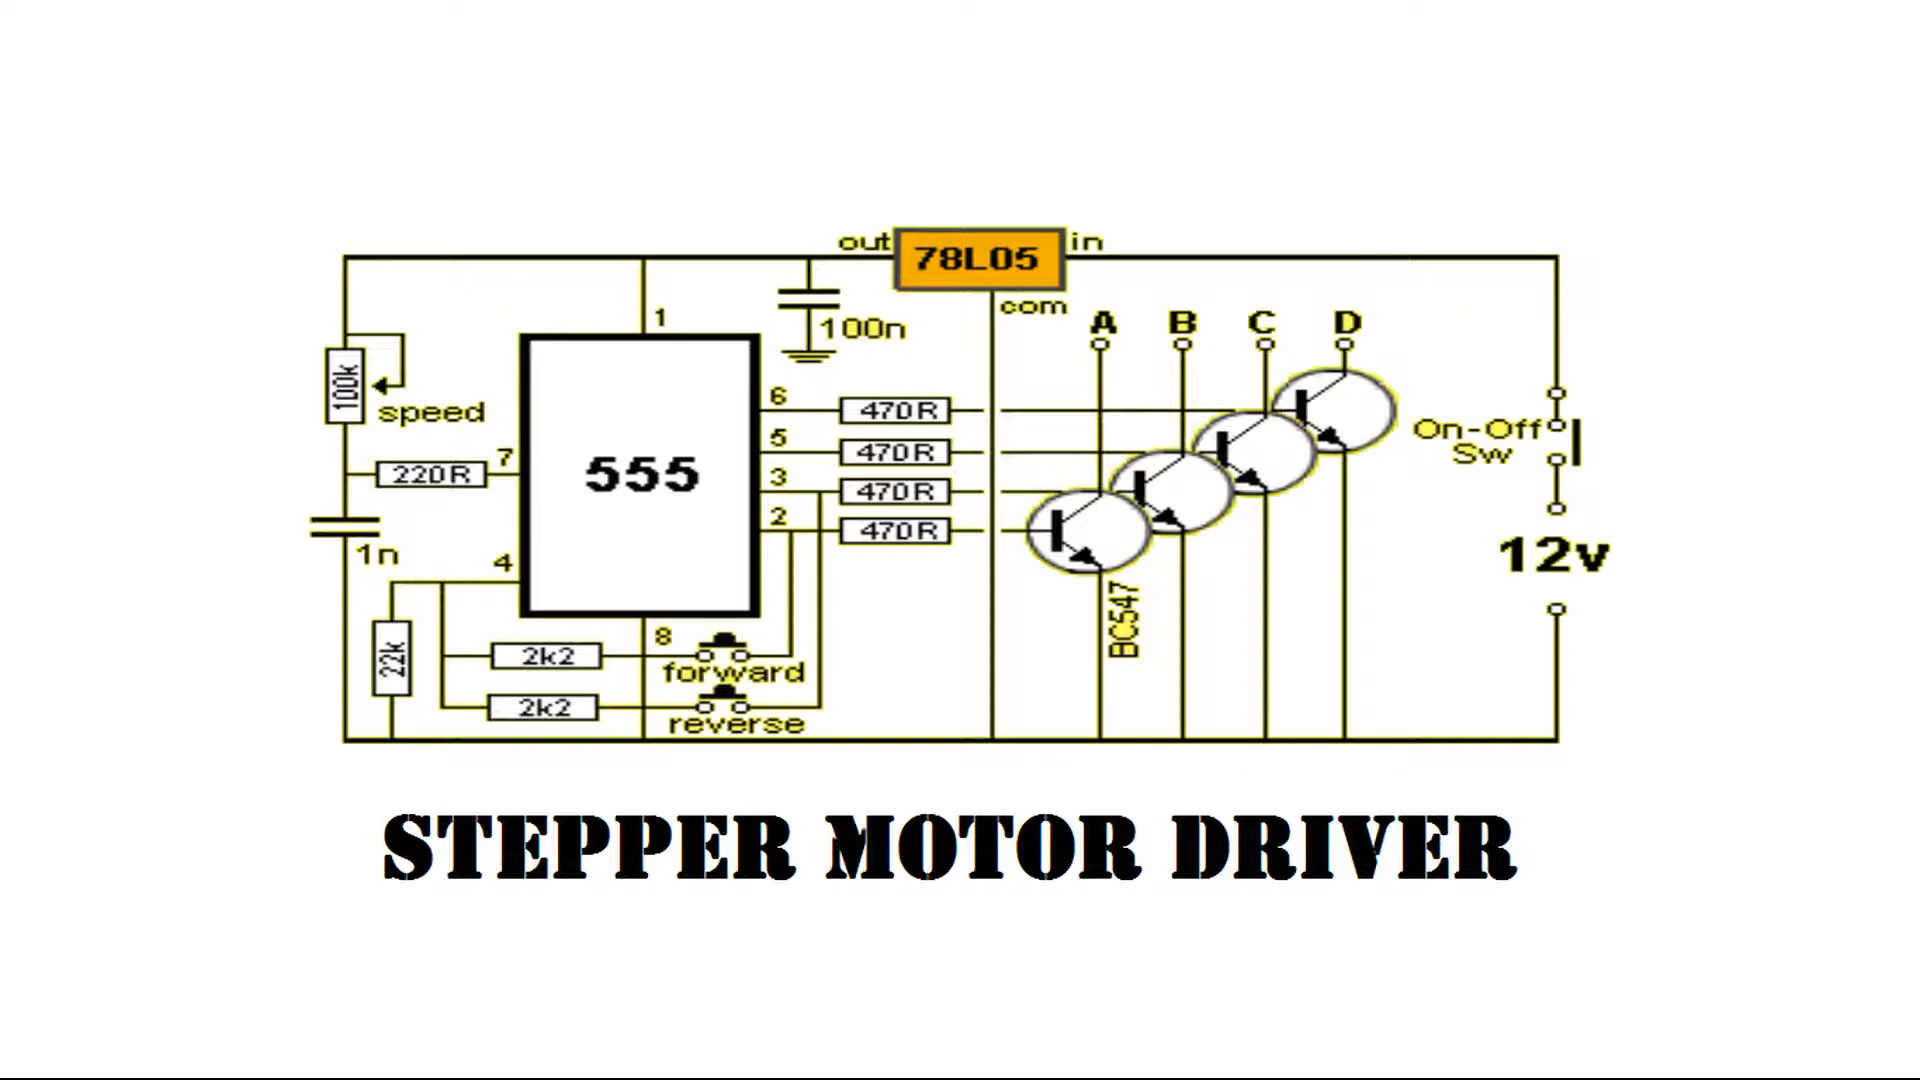 out 78L05 in
com
1
100n
A B C D
100k
speed
6
470R
5
470R
3
470R
2
470R
220R 7
555
On-Off
Sw
12v
1n
4
BC547
22k
8
2k2
forward
2k2
reverse
STEPPER MOTOR DRIVER